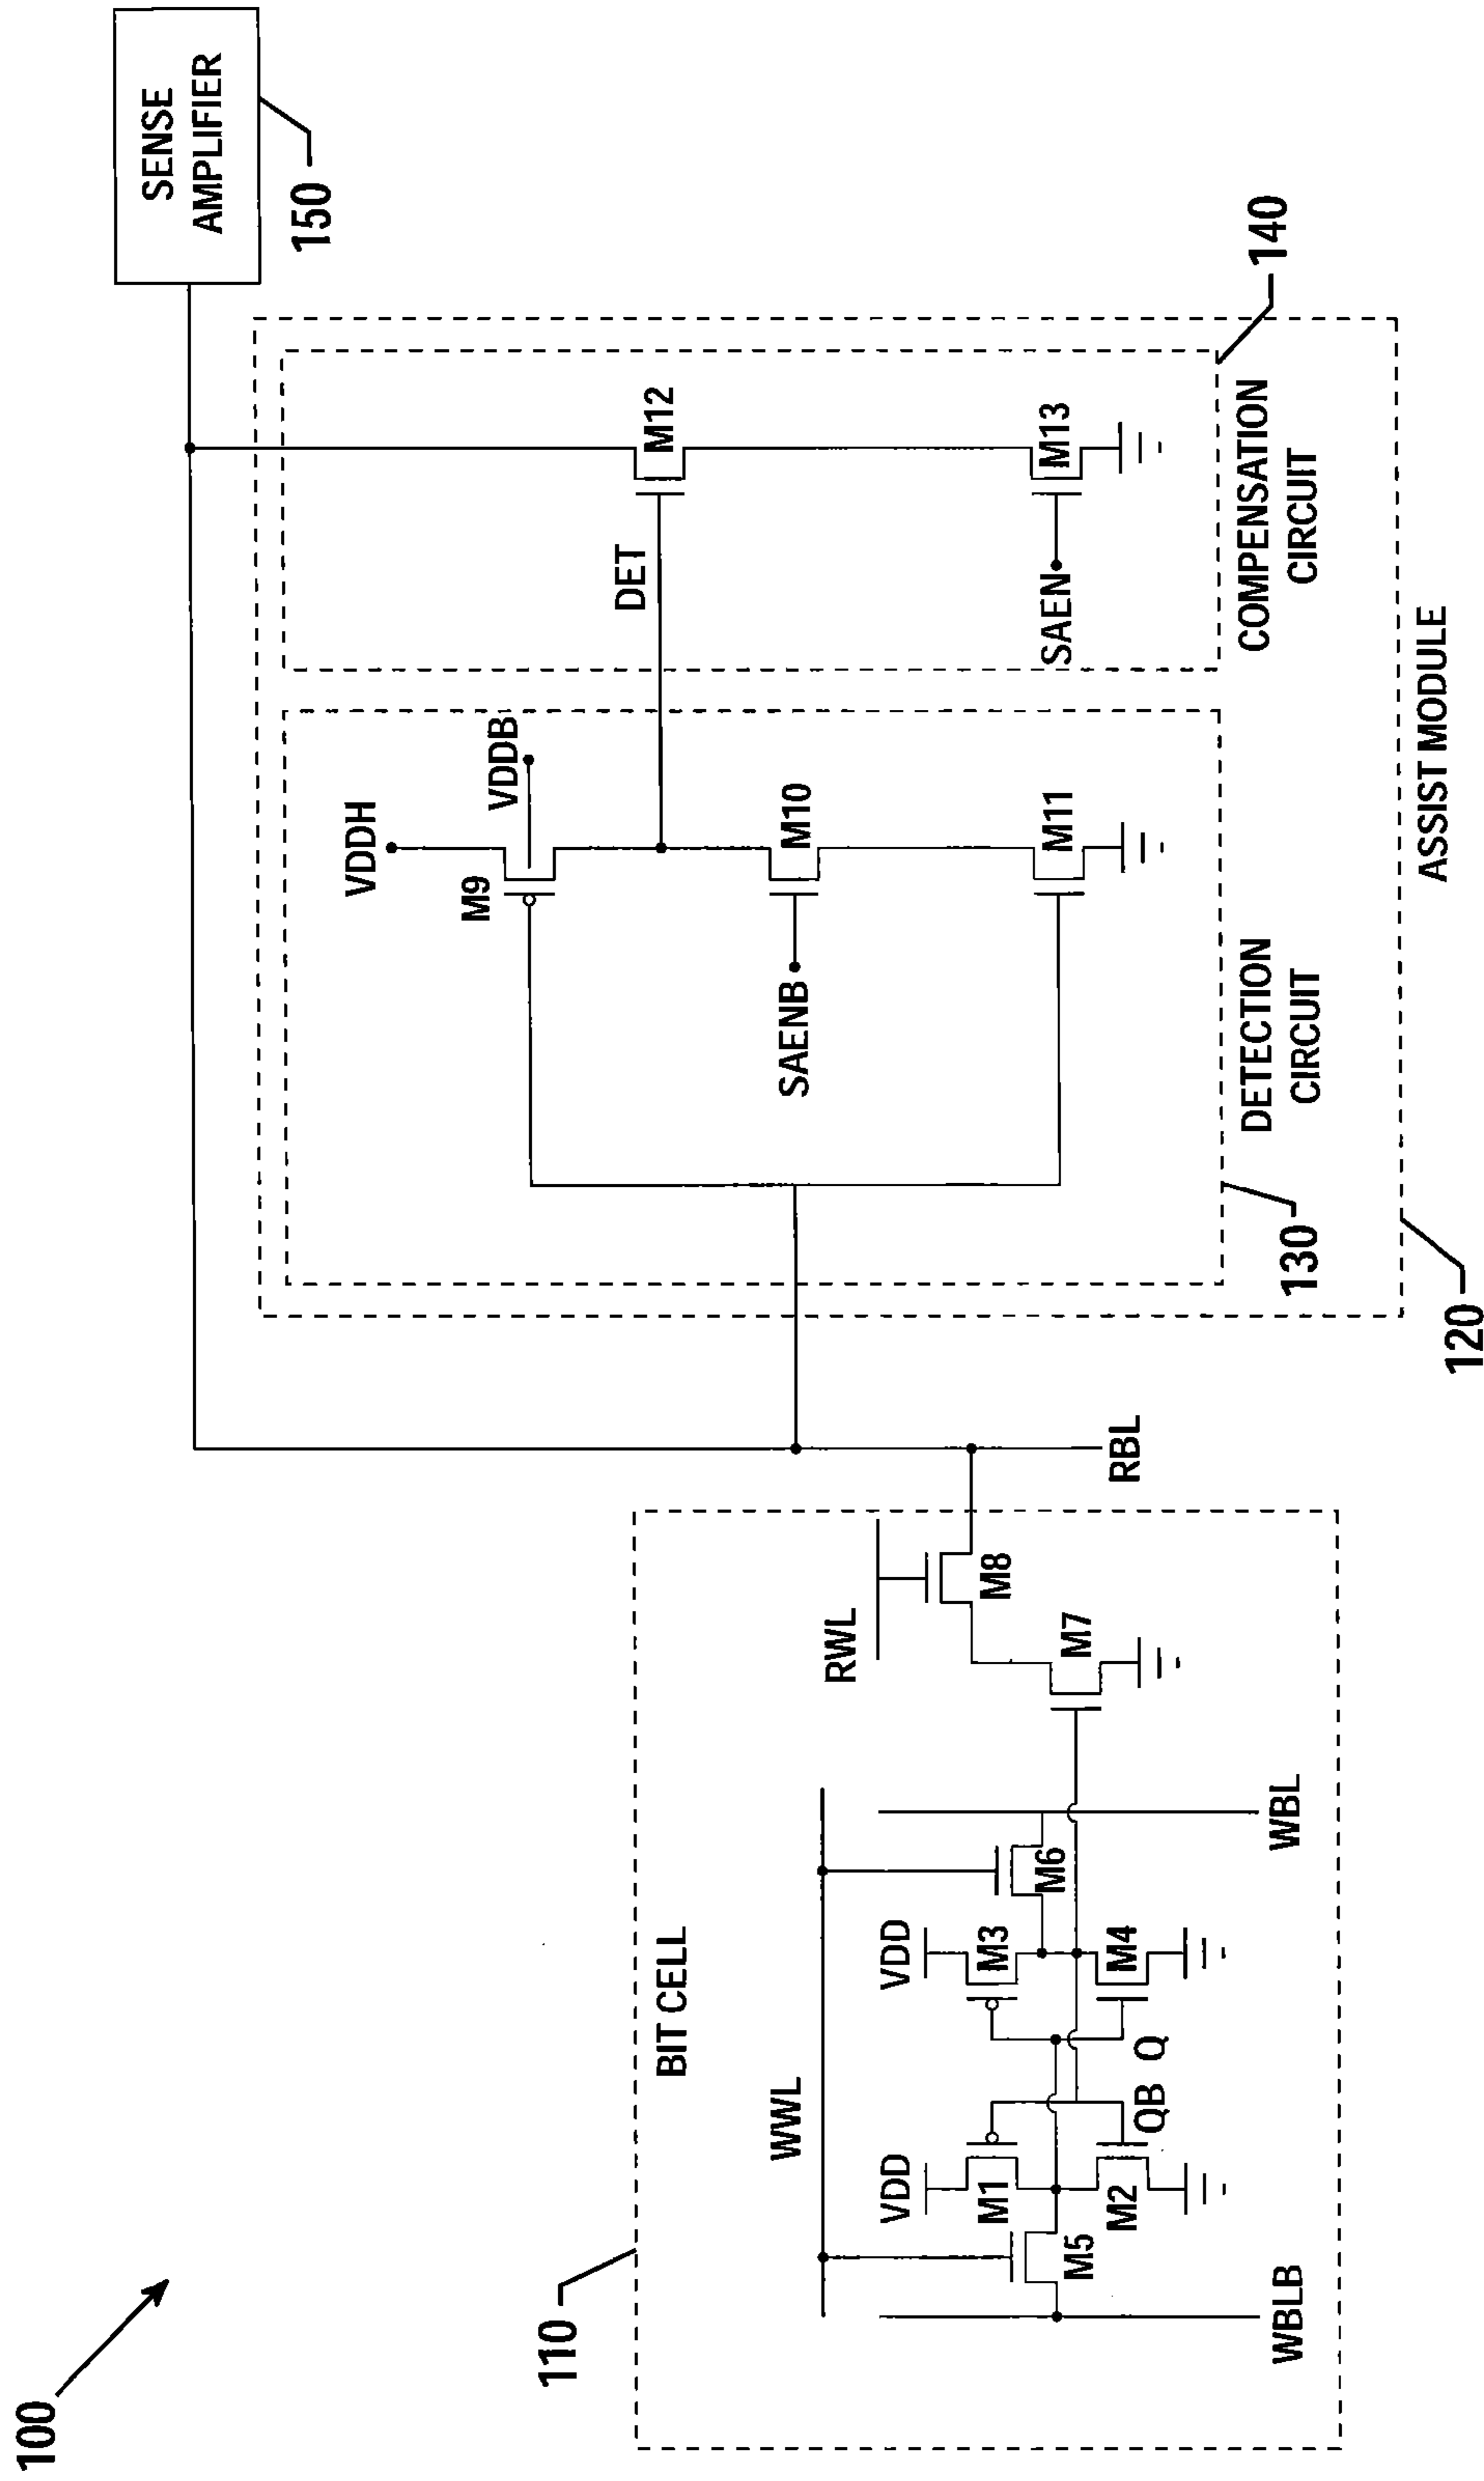 100
SENSE
AMPLIFIER
150
110
BIT CELL
WWL
VDD
VDD
M1
M2
M3
M4
M5
M6
QB
Q
WBLB
WBL
RWL
M8
M7
RBL
VDDH
M9
VDDB
SAENB
M10
M11
DETECTION
CIRCUIT
130
DET
M12
SAEN
M13
COMPENSATION
CIRCUIT
140
ASSIST MODULE
120